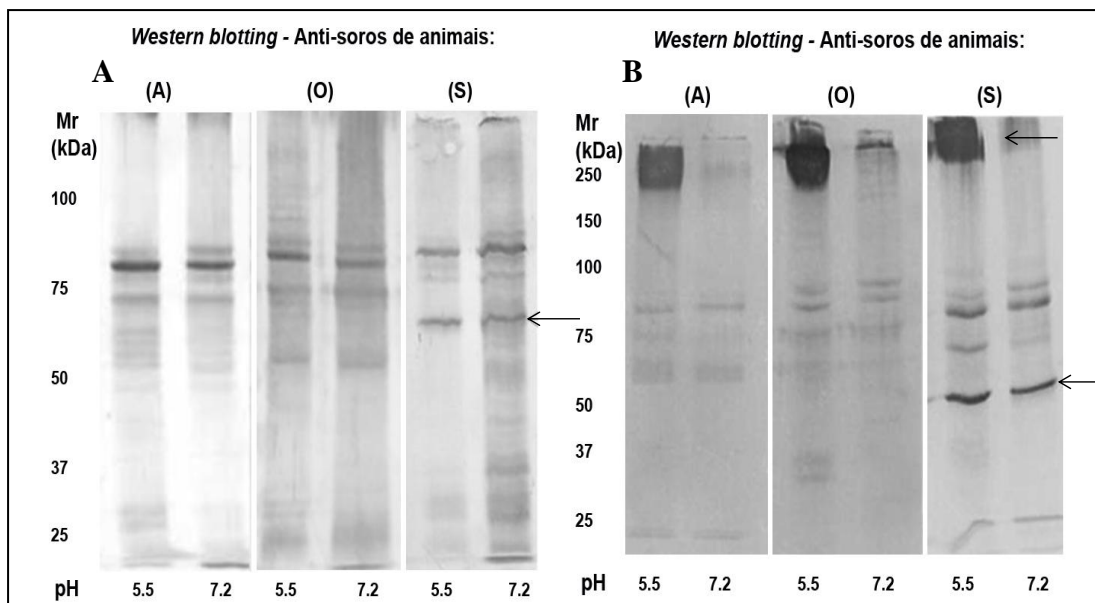 Western blotting - Anti-soros de animais:
A
(A) (O) (S)
Mr
(kDa)
100
75
50
37
25
pH 5.5 7.2 5.5 7.2 5.5 7.2
Western blotting - Anti-soros de animais:
B
(A) (O) (S)
Mr
(kDa)
250
150
100
75
50
37
25
pH 5.5 7.2 5.5 7.2 5.5 7.2